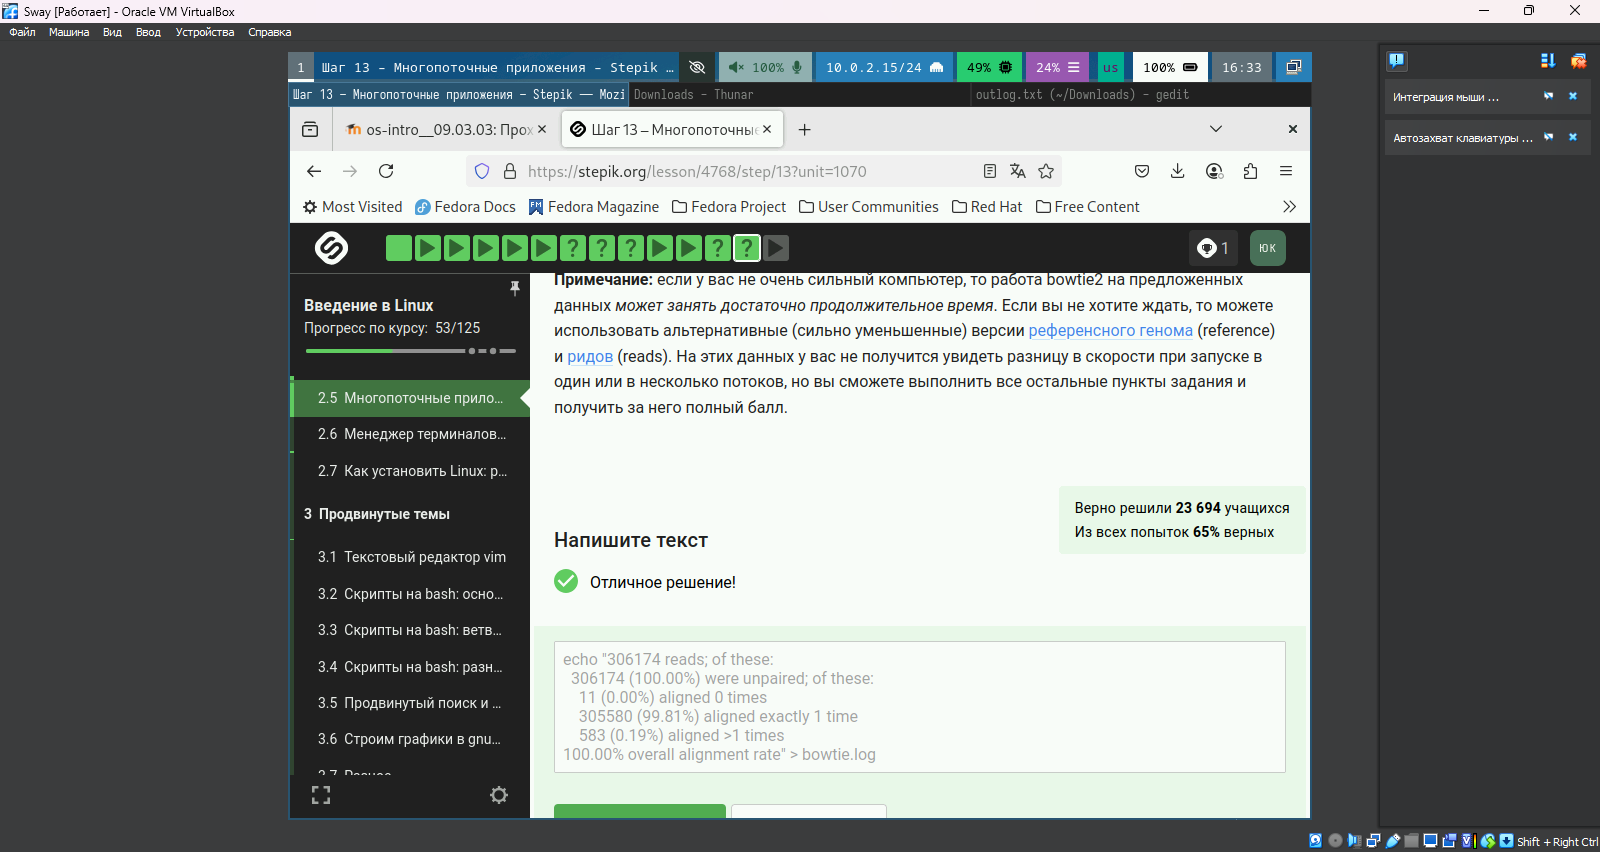 Sway [Работает] - Oracle VM VirtualBox
Файл Машина Вид Ввод Устройства Справка
1 Шаг 13 – Многопоточные приложения – Stepik … 100% 10.0.2.15/24 49% 24% us 100% 16:33
Шаг 13 – Многопоточные приложения – Stepik — Mozi Downloads – Thunar outlog.txt (~/Downloads) – gedit
os-intro__09.03.03: Прох Шаг 13 – Многопоточные
https://stepik.org/lesson/4768/step/13?unit=1070
Most Visited Fedora Docs Fedora Magazine Fedora Project User Communities Red Hat Free Content
? ? ? ? ? 1 ЮК
Введение в Linux
Прогресс по курсу: 53/125
2.5 Многопоточные прило…
2.6 Менеджер терминалов…
2.7 Как установить Linux: р…
3 Продвинутые темы
3.1 Текстовый редактор vim
3.2 Скрипты на bash: осно…
3.3 Скрипты на bash: ветв…
3.4 Скрипты на bash: разн…
3.5 Продвинутый поиск и …
3.6 Строим графики в gnu…
3.7 Разное
Примечание: если у вас не очень сильный компьютер, то работа bowtie2 на предложенных
данных может занять достаточно продолжительное время. Если вы не хотите ждать, то можете
использовать альтернативные (сильно уменьшенные) версии референсного генома (reference)
и ридов (reads). На этих данных у вас не получится увидеть разницу в скорости при запуске в
один или в несколько потоков, но вы сможете выполнить все остальные пункты задания и
получить за него полный балл.
Верно решили 23 694 учащихся
Из всех попыток 65% верных
Напишите текст
Отличное решение!
echo "306174 reads; of these:
306174 (100.00%) were unpaired; of these:
11 (0.00%) aligned 0 times
305580 (99.81%) aligned exactly 1 time
583 (0.19%) aligned >1 times
100.00% overall alignment rate" > bowtie.log
Интеграция мыши ...
Автозахват клавиатуры ...
Shift + Right Ctrl